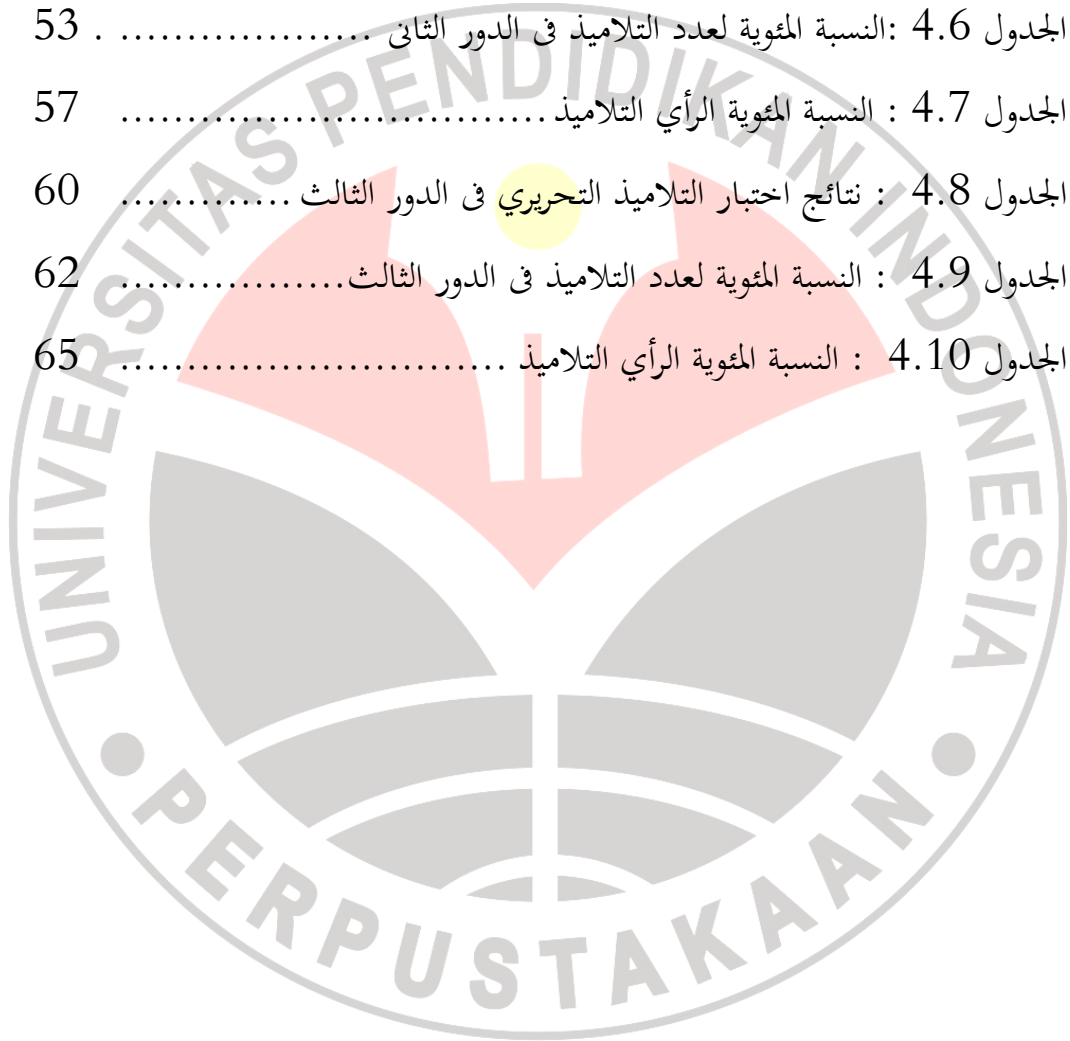 الجدول 4.6 :النسبة المئوية لعدد التلاميذ فى الدور الثانى ................... . 53
الجدول 4.7 : النسبة المئوية الرأي التلاميذ ................................ 57
الجدول 4.8 : نتائج اختبار التلاميذ التحريري فى الدور الثالث ............. 60
الجدول 4.9 : النسبة المئوية لعدد التلاميذ فى الدور الثالث................. 62
الجدول 4.10 : النسبة المئوية الرأي التلاميذ ............................. 65
UNIVERSITAS PENDIDIKAN INDONESIA
PERPUSTAKAAN